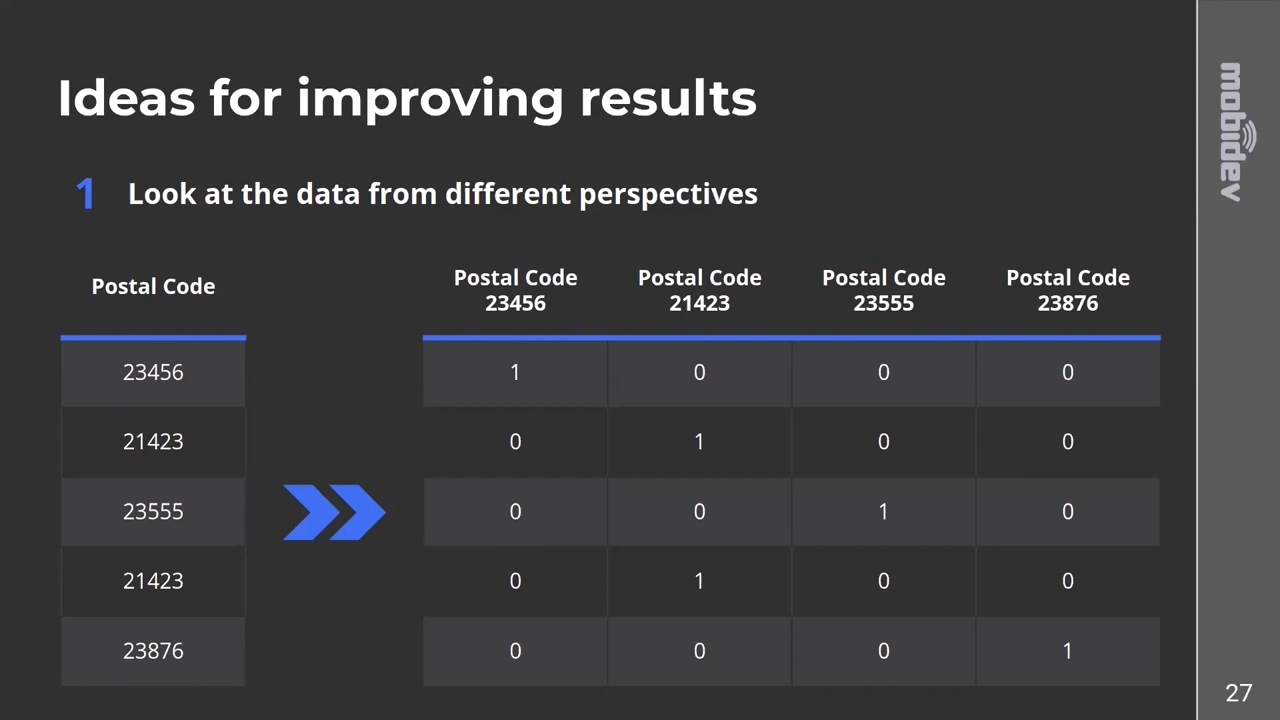 Ideas for improving results
1 Look at the data from different perspectives
Postal Code
23456
21423
23555
21423
23876
Postal Code Postal Code Postal Code Postal Code
23456 21423 23555 23876
1 0 0 0
0 1 0 0
0 0 1 0
0 1 0 0
0 0 0 1
mobidev
27